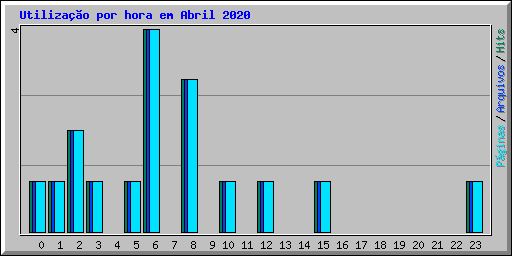 Utilização por hora em Abril 2020
4
Páginas / Arquivos / Hits
0 1 2 3 4 5 6 7 8 9 10 11 12 13 14 15 16 17 18 19 20 21 22 23